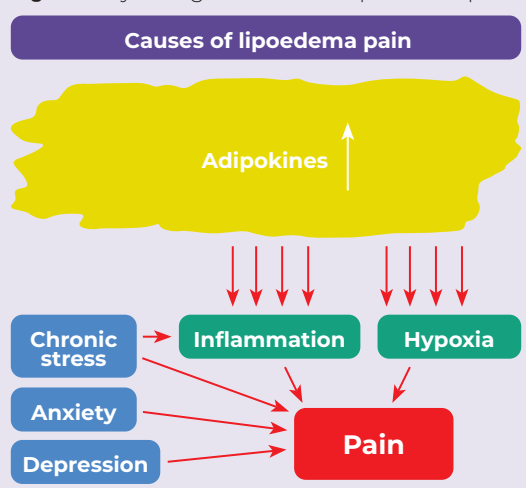 Causes of lipoedema pain
Adipokines
Inflammation
Hypoxia
Chronic
stress
Anxiety
Depression
Pain